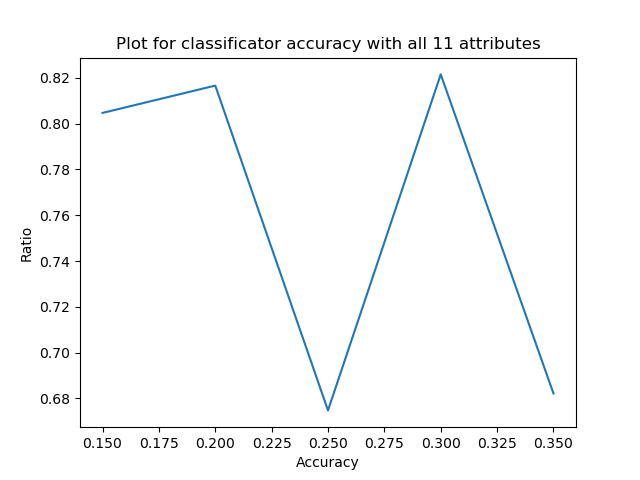 Plot for classificator accuracy with all 11 attributes
0.82
0.80
0.78
0.76
0.74
0.72
0.70
0.68
Ratio
0.150 0.175 0.200 0.225 0.250 0.275 0.300 0.325 0.350
Accuracy